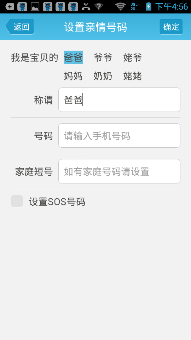 下午4:56
返回 设置亲情号码 确定
我是宝贝的 爸爸 爷爷 姥爷
妈妈 奶奶 姥姥
称谓 爸爸
号码 请输入手机号码
家庭短号 如有家庭号码请设置
设置SOS号码